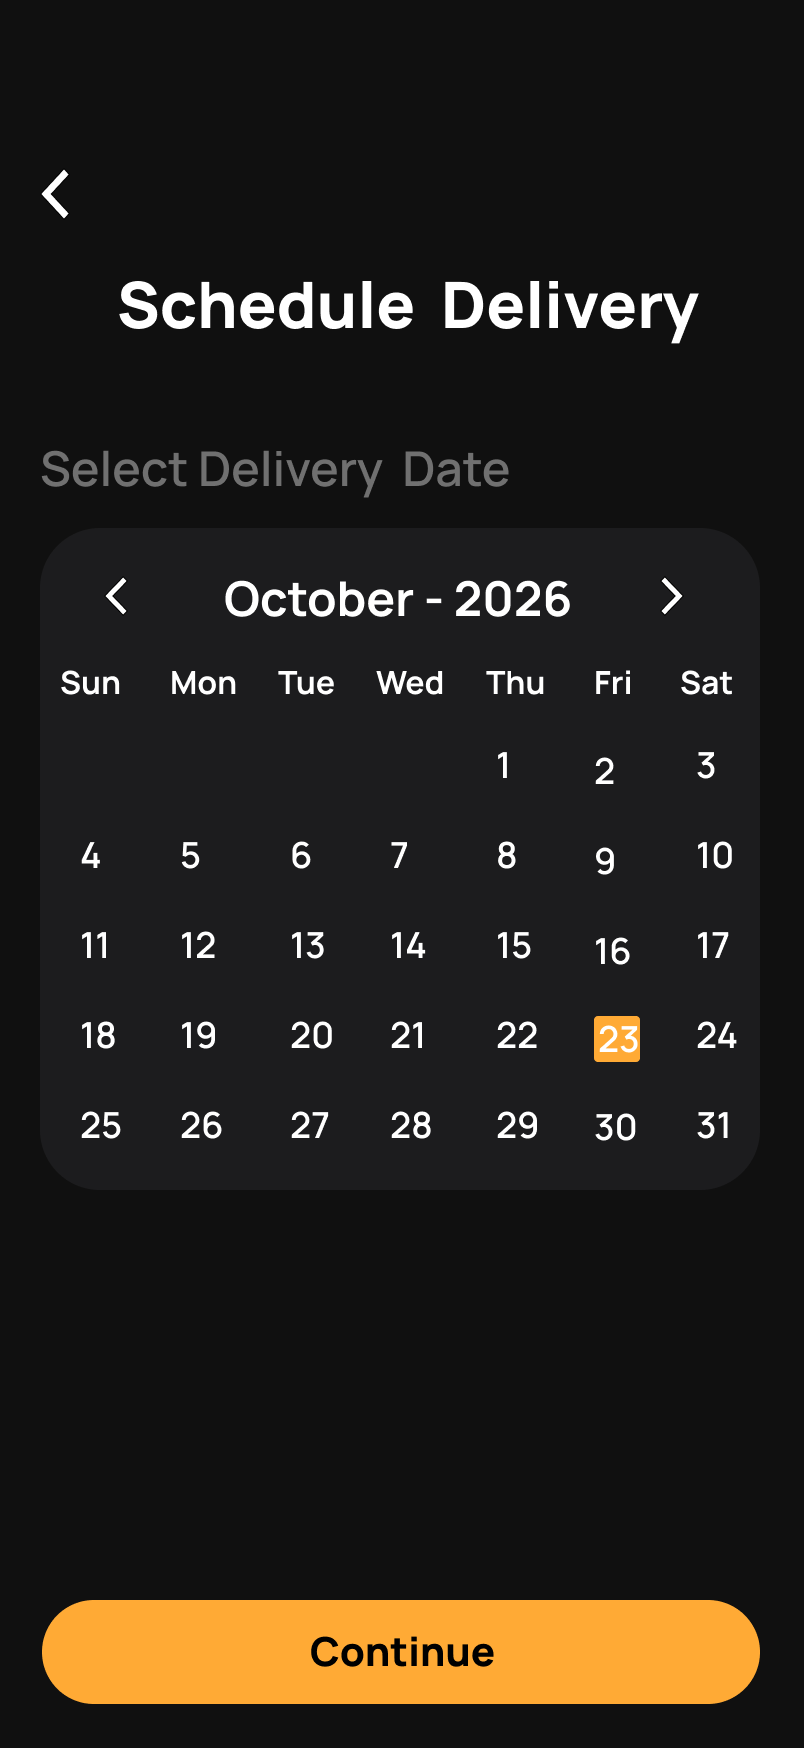 Schedule Delivery
Select Delivery Date
October - 2026
Sun Mon Tue Wed Thu Fri Sat
1 2 3
4 5 6 7 8 9 10
11 12 13 14 15 16 17
18 19 20 21 22 23 24
25 26 27 28 29 30 31
Continue